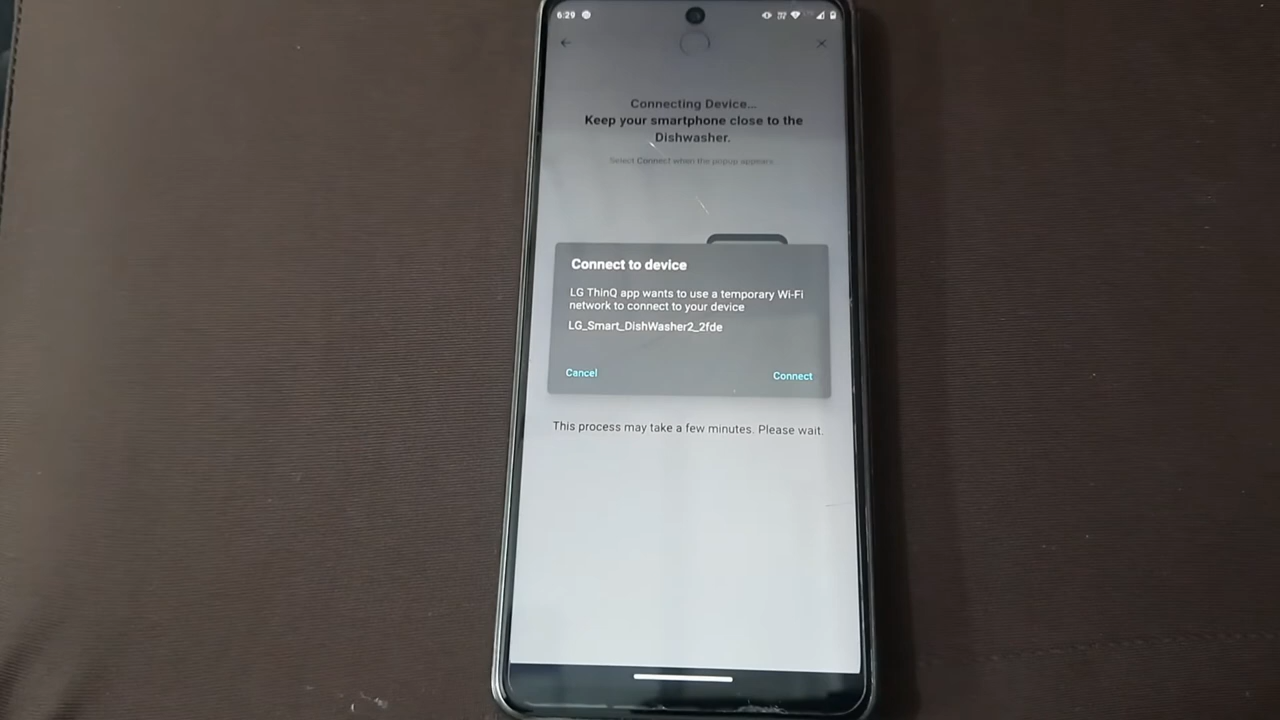 6:29
Connecting Device...
Keep your smartphone close to the
Dishwasher.
Select Connect when the popup appears.
Connect to device
LG ThinQ app wants to use a temporary Wi-Fi
network to connect to your device
LG_Smart_DishWasher2_2fde
Cancel
Connect
This process may take a few minutes. Please wait.